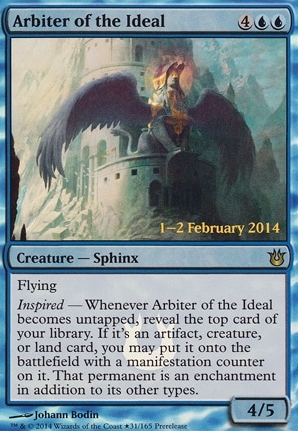 Arbiter of the Ideal 4
1–2 February 2014
Creature — Sphinx
Flying
Inspired — Whenever Arbiter of the Ideal
becomes untapped, reveal the top card of
your library. If it's an artifact, creature,
or land card, you may put it onto the
battlefield with a manifestation counter
on it. That permanent is an enchantment
in addition to its other types.
4/5
Johann Bodin
™ & © 2014 Wizards of the Coast ★31/165 Prerelease